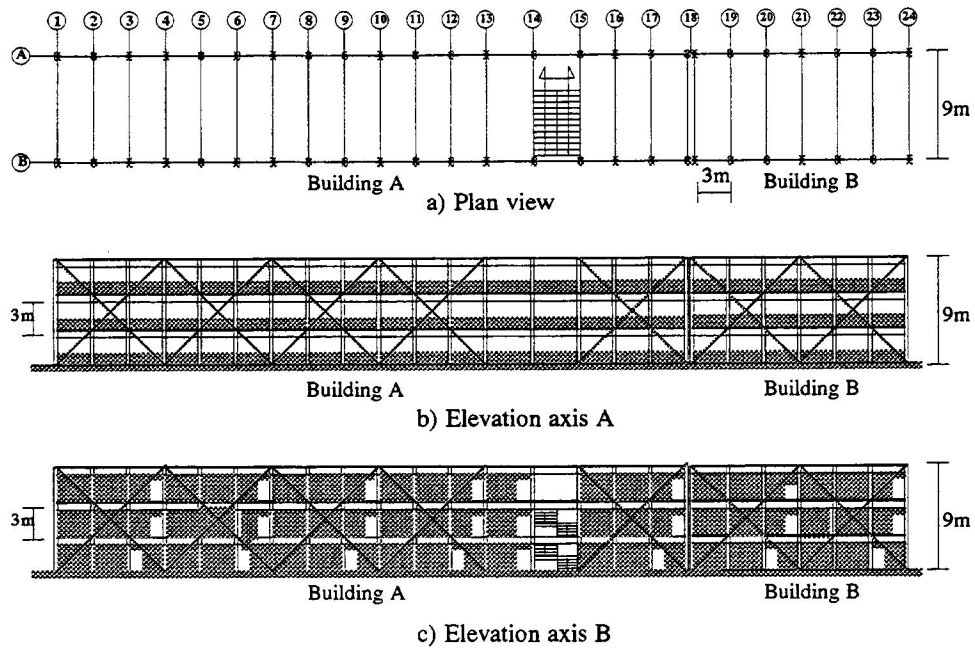 1 2 3 4 5 6 7 8 9 10 11 12 13 14 15 16 17 18 19 20 21 22 23 24
A
9m
B
Building A
3m
Building B
a) Plan view
3m
9m
Building A
Building B
b) Elevation axis A
3m
9m
Building A
Building B
c) Elevation axis B